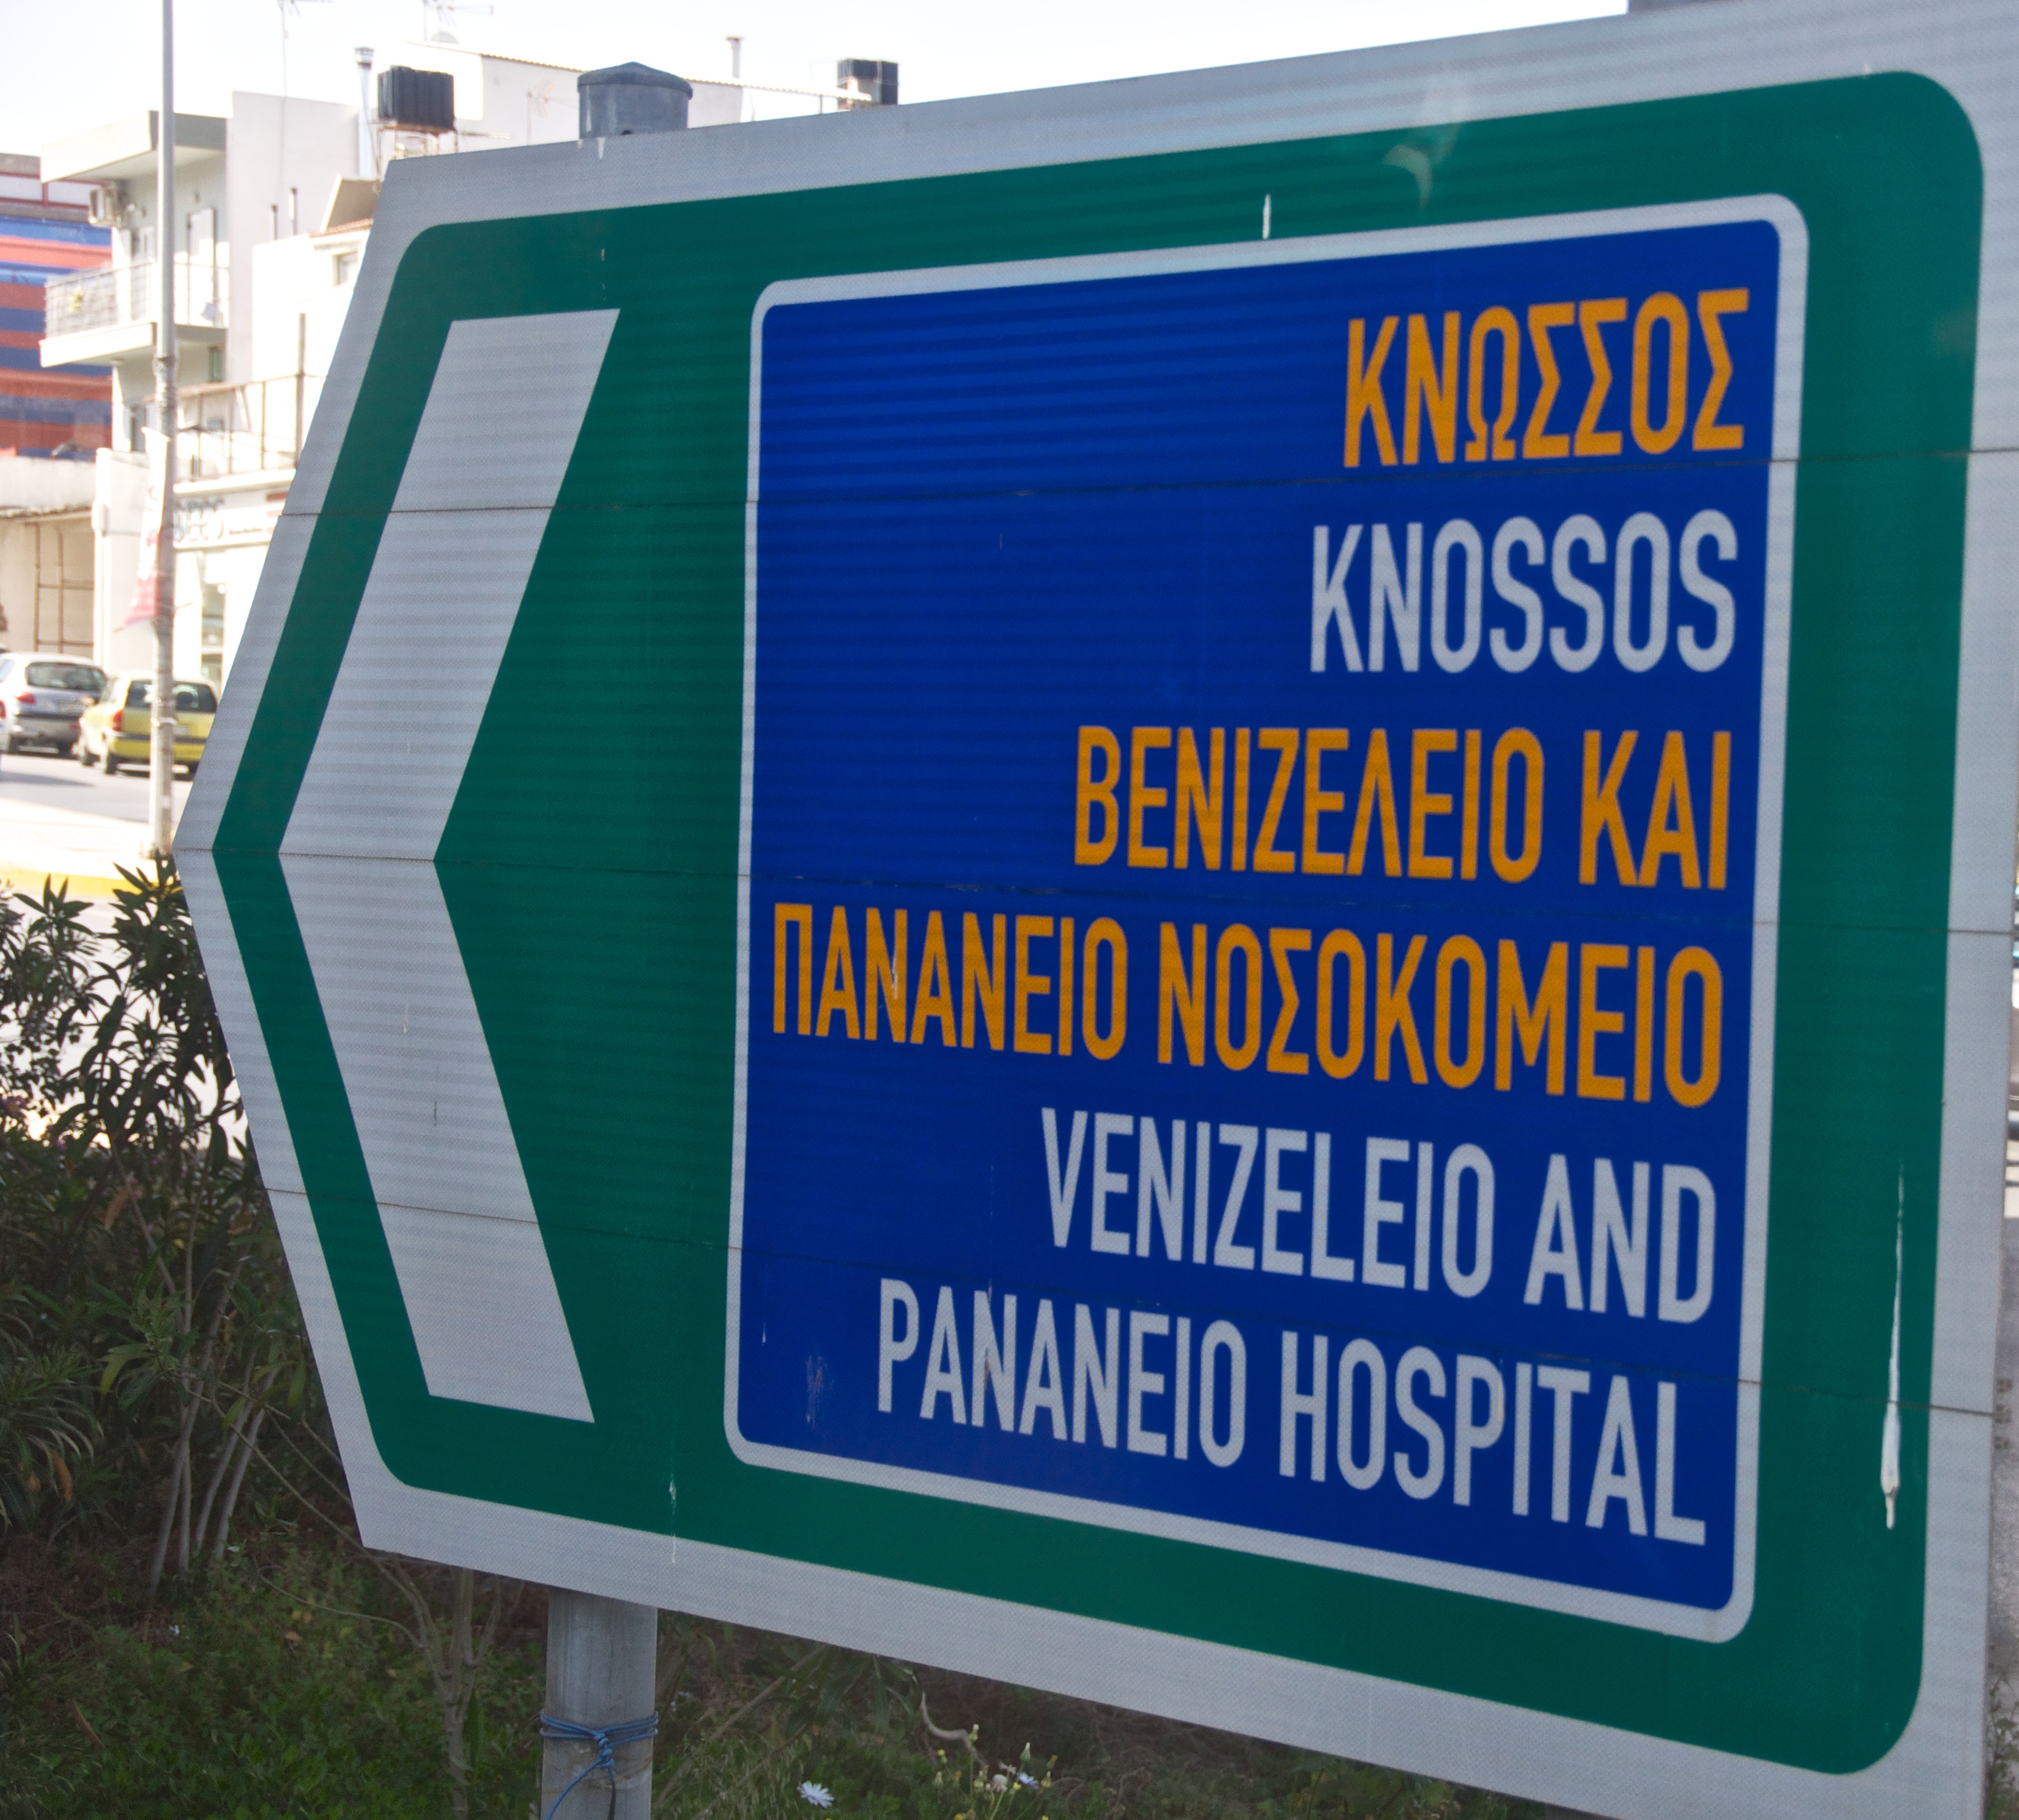 ΚΝΩΣΣΟΣ
KNOSSOS
ΒΕΝΙΖΕΛΕΙΟ ΚΑΙ
ΠΑΝΑΝΕΙΟ ΝΟΣΟΚΟΜΕΙΟ
VENIZELEIO AND
PANANEIO HOSPITAL